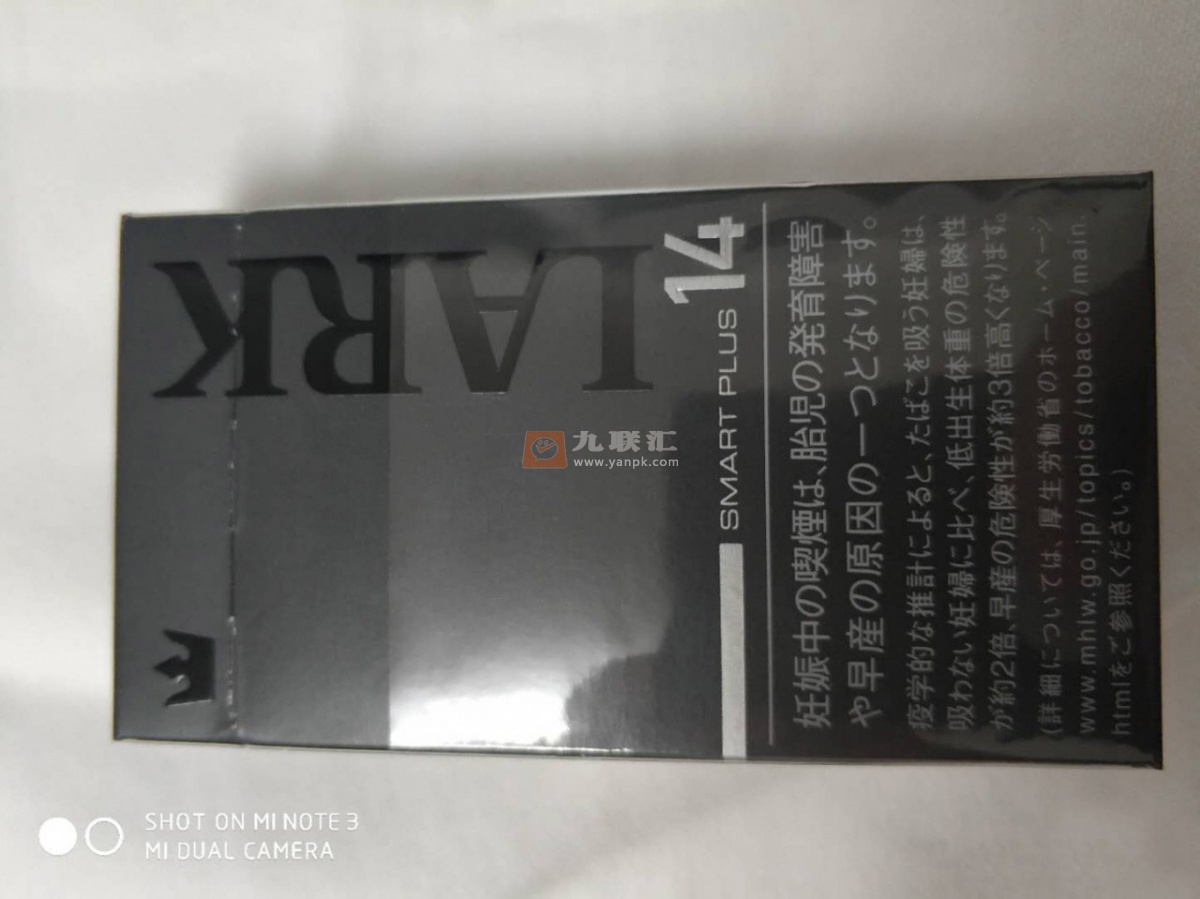 LARK
SMART PLUS 14
妊娠中の喫煙は、胎児の発育障害
や早産の原因の一つとなります。
疫学的な推計によると、たばこを吸う妊婦は、
吸わない妊婦に比べ、低出生体重の危険性
が約2倍、早産の危険性が約3倍高くなります。
(詳細については、厚生労働省のホーム・ページ
www.mhlw.go.jp/topics/tobacco/main.
htmlをご参照ください。)
九联汇
www.yanpk.com
SHOT ON MI NOTE 3
MI DUAL CAMERA